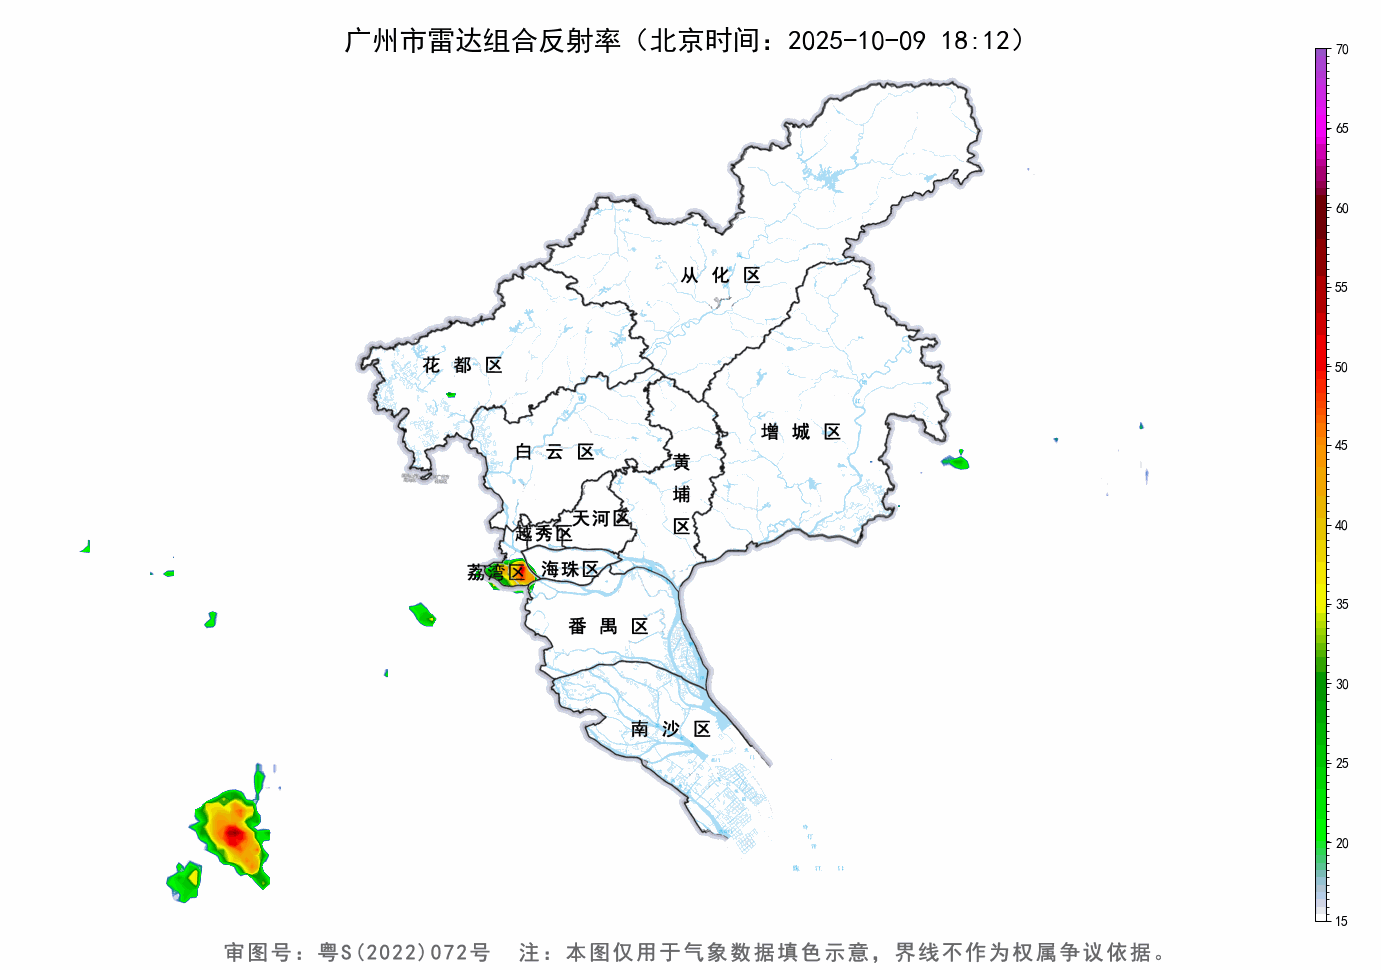 广州市雷达组合反射率（北京时间：2025-10-09 18:12）
70
65
60
55
50
45
40
35
30
25
20
15
从化区
花都区
增城区
白云区
黄埔区
天河区
越秀区
荔湾区
海珠区
番禺区
南沙区
审图号：粤S(2022)072号 注：本图仅用于气象数据填色示意，界线不作为权属争议依据。